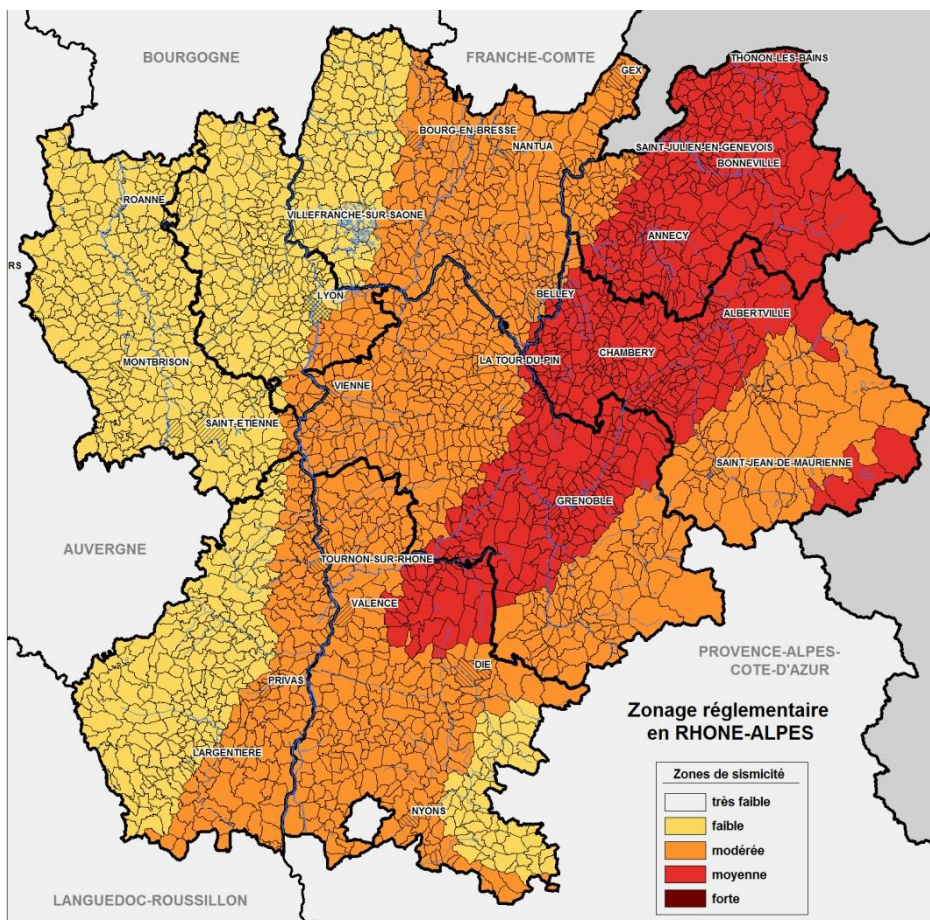 BOURGOGNE
FRANCHE-COMTE
THONON-LES-BAINS
GEX
BOURG-EN-BRESSE
NANTUA
SAINT-JULIEN-EN-GENEVOIS
BONNEVILLE
ROANNE
VILLEFRANCHE-SUR-SAONE
ANNECY
RS
LYON
BELLEY
ALBERTVILLE
MONTBRISON
LA TOUR-DU-PIN
CHAMBERY
VIENNE
SAINT-ETIENNE
SAINT-JEAN-DE-MAURIENNE
GRENOBLE
AUVERGNE
TOURNON-SUR-RHONE
VALENCE
PROVENCE-ALPES-
COTE-D'AZUR
DIE
PRIVAS
Zonage réglementaire
en RHONE-ALPES
LARGENTIERE
Zones de sismicité
très faible
faible
modérée
moyenne
forte
NYONS
LANGUEDOC-ROUSSILLON